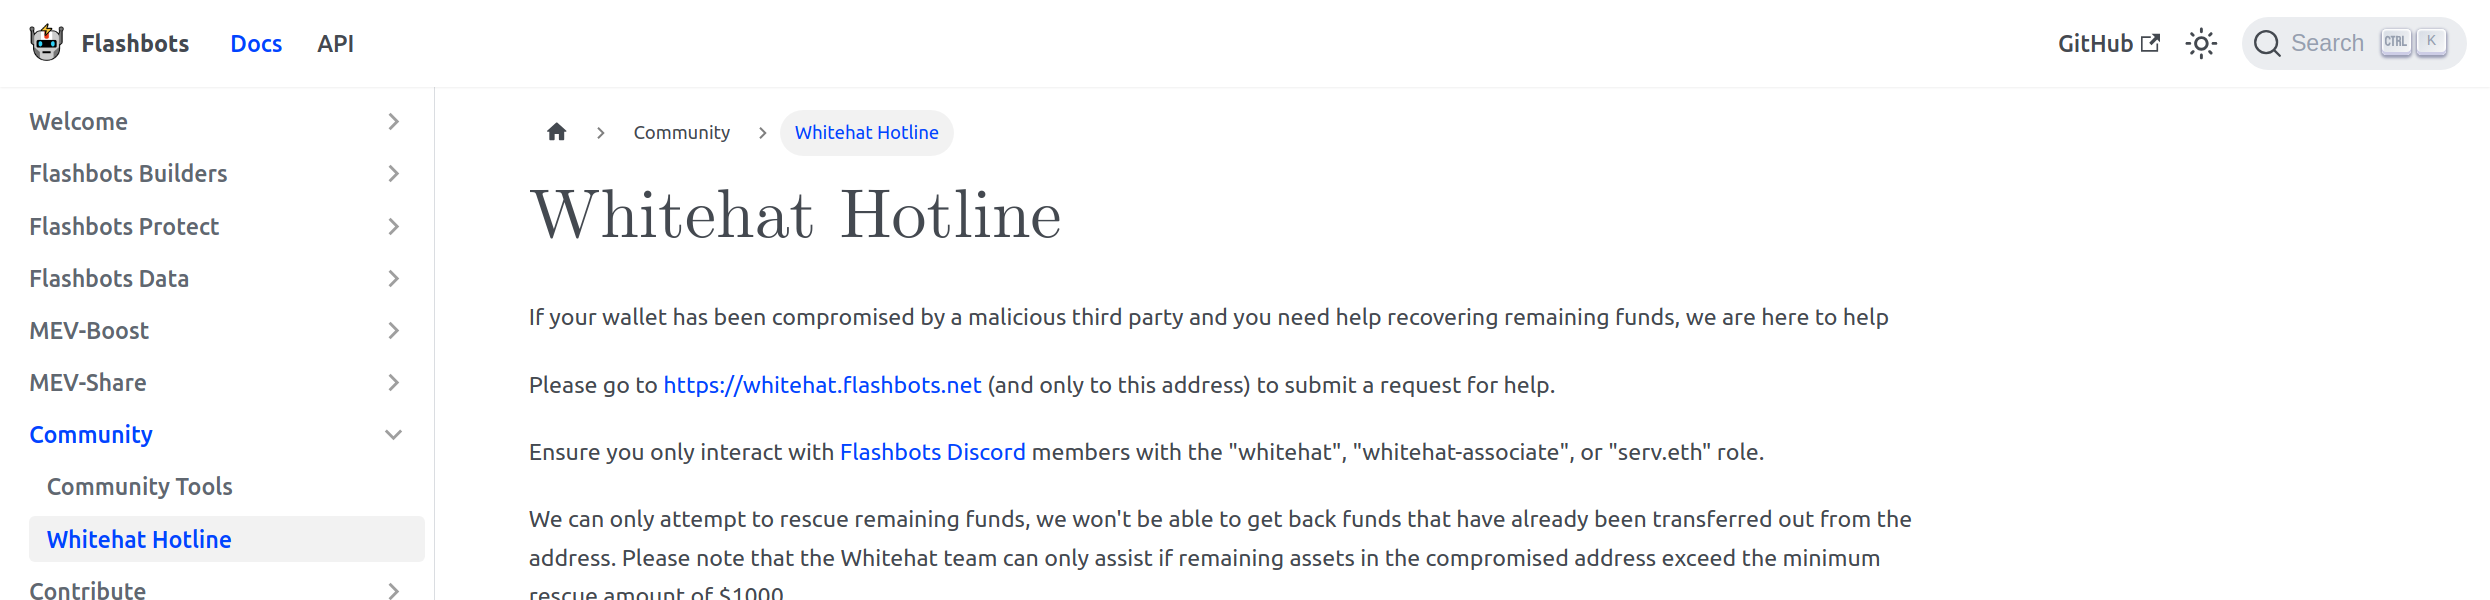 Flashbots Docs API GitHub Search CTRL K
Welcome
Flashbots Builders
Flashbots Protect
Flashbots Data
MEV-Boost
MEV-Share
Community
Community Tools
Whitehat Hotline
Contribute
Community Whitehat Hotline
Whitehat Hotline
If your wallet has been compromised by a malicious third party and you need help recovering remaining funds, we are here to help
Please go to https://whitehat.flashbots.net (and only to this address) to submit a request for help.
Ensure you only interact with Flashbots Discord members with the "whitehat", "whitehat-associate", or "serv.eth" role.
We can only attempt to rescue remaining funds, we won't be able to get back funds that have already been transferred out from the
address. Please note that the Whitehat team can only assist if remaining assets in the compromised address exceed the minimum
rescue amount of $1000